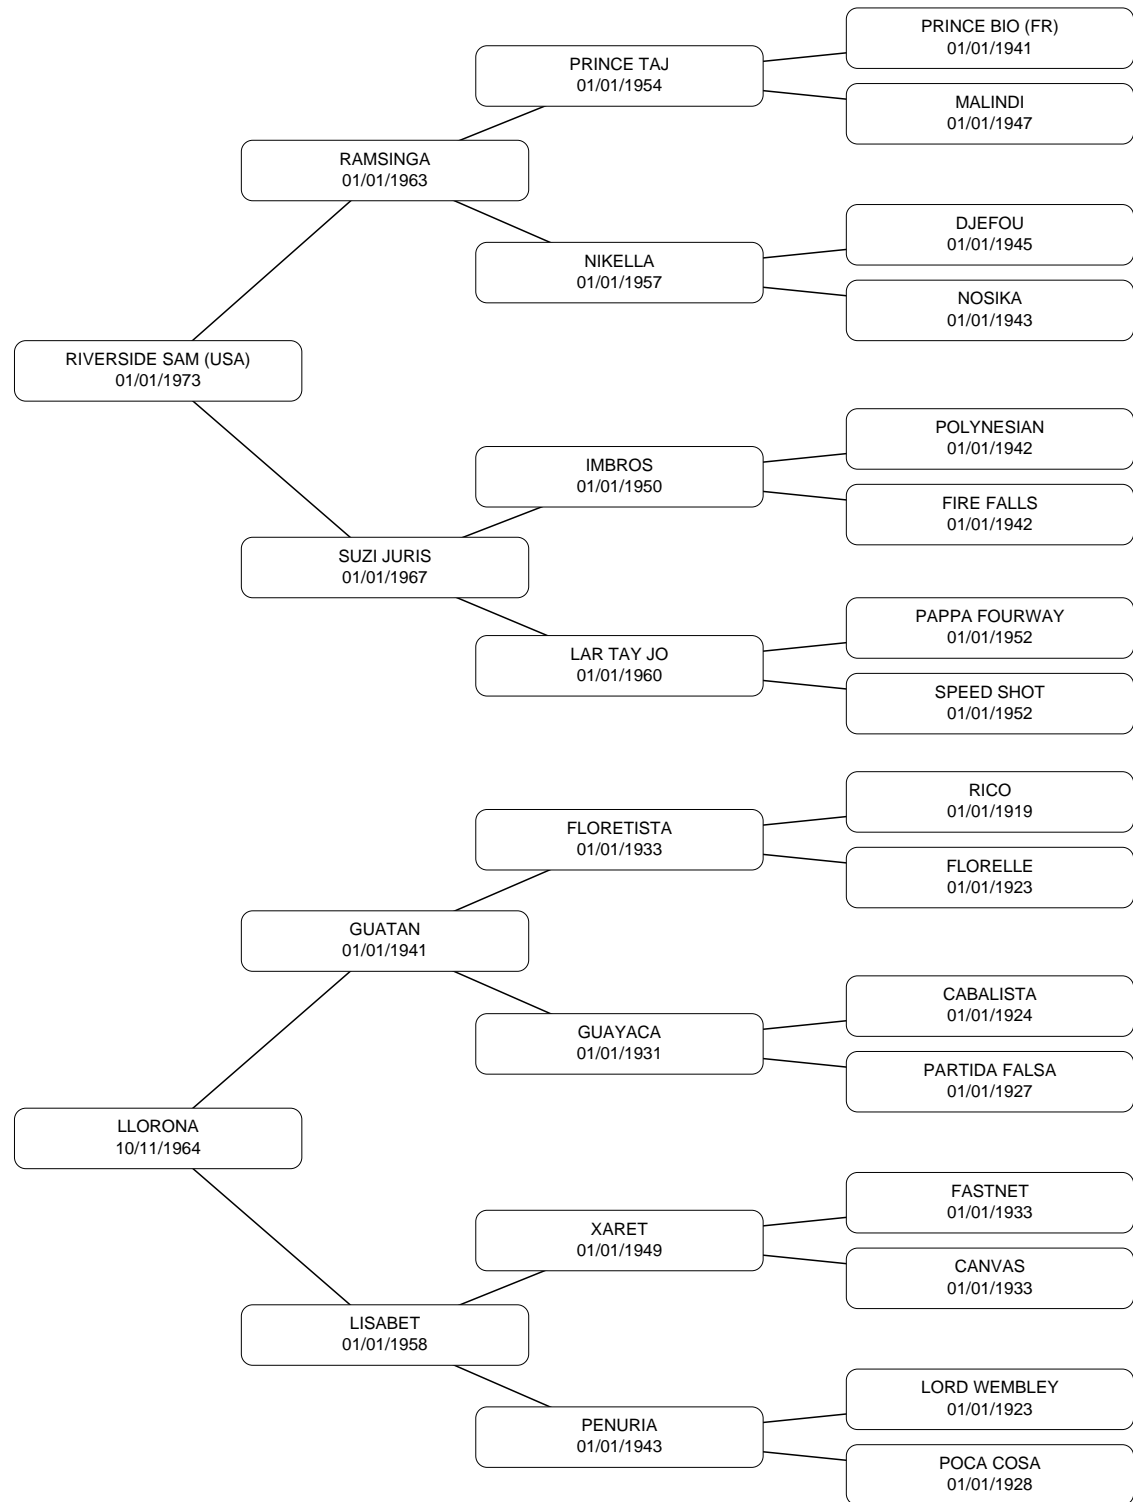 PRINCE BIO (FR)
01/01/1941
PRINCE TAJ
01/01/1954
MALINDI
01/01/1947
RAMSINGA
01/01/1963
DJEFOU
01/01/1945
NIKELLA
01/01/1957
NOSIKA
01/01/1943
RIVERSIDE SAM (USA)
01/01/1973
POLYNESIAN
01/01/1942
IMBROS
01/01/1950
FIRE FALLS
01/01/1942
SUZI JURIS
01/01/1967
PAPPA FOURWAY
01/01/1952
LAR TAY JO
01/01/1960
SPEED SHOT
01/01/1952
RICO
01/01/1919
FLORETISTA
01/01/1933
FLORELLE
01/01/1923
GUATAN
01/01/1941
CABALISTA
01/01/1924
GUAYACA
01/01/1931
PARTIDA FALSA
01/01/1927
LLORONA
10/11/1964
FASTNET
01/01/1933
XARET
01/01/1949
CANVAS
01/01/1933
LISABET
01/01/1958
LORD WEMBLEY
01/01/1923
PENURIA
01/01/1943
POCA COSA
01/01/1928